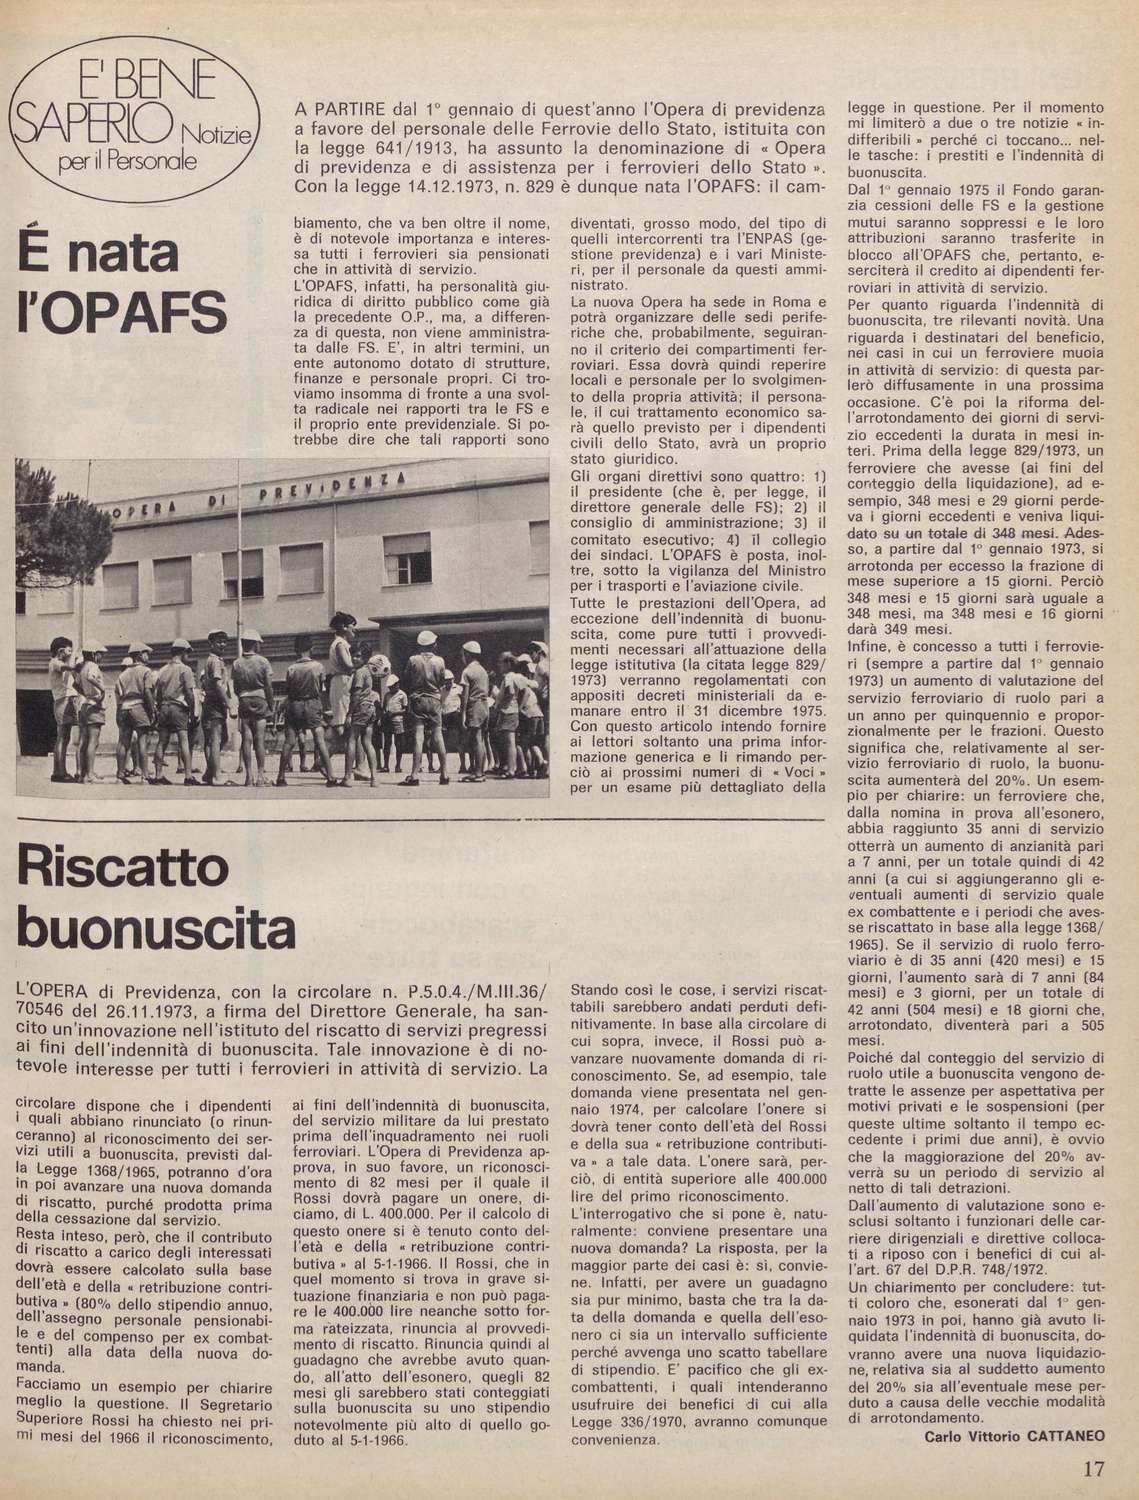 E' BENE
SAPERLO Notizie
per il Personale
É nata
l'OPAFS
A PARTIRE dal 1° gennaio di quest'anno l'Opera di previdenza
a favore del personale delle Ferrovie dello Stato, istituita con
la legge 641/1913, ha assunto la denominazione di « Opera
di previdenza e di assistenza per i ferrovieri dello Stato ».
Con la legge 14.12.1973, n. 829 è dunque nata l'OPAFS: il cam-
biamento, che va ben oltre il nome,
è di notevole importanza e interes-
sa tutti i ferrovieri sia pensionati
che in attività di servizio.
L'OPAFS, infatti, ha personalità giu-
ridica di diritto pubblico come già
la precedente O.P., ma, a differen-
za di questa, non viene amministra-
ta dalle FS. E', in altri termini, un
ente autonomo dotato di strutture,
finanze e personale propri. Ci tro-
viamo insomma di fronte a una svol-
ta radicale nei rapporti tra le FS e
il proprio ente previdenziale. Si po-
trebbe dire che tali rapporti sono
OPERA DI PREVIDENZA
diventati, grosso modo, del tipo di
quelli intercorrenti tra l'ENPAS (ge-
stione previdenza) e i vari Ministe-
ri, per il personale da questi ammi-
nistrato.
La nuova Opera ha sede in Roma e
potrà organizzare delle sedi perife-
riche che, probabilmente, seguiran-
no il criterio dei compartimenti fer-
roviari. Essa dovrà quindi reperire
locali e personale per lo svolgimen-
to della propria attività; il persona-
le, il cui trattamento economico sa-
rà quello previsto per i dipendenti
civili dello Stato, avrà un proprio
stato giuridico.
Gli organi direttivi sono quattro: 1)
il presidente (che è, per legge, il
direttore generale delle FS); 2) il
consiglio di amministrazione; 3) il
comitato esecutivo; 4) il collegio
dei sindaci. L'OPAFS è posta, inol-
tre, sotto la vigilanza del Ministro
per i trasporti e l'aviazione civile.
Tutte le prestazioni dell'Opera, ad
eccezione dell'indennità di buonu-
scita, come pure tutti i provvedi-
menti necessari all'attuazione della
legge istitutiva (la citata legge 829/
1973) verranno regolamentati con
appositi decreti ministeriali da e-
manare entro il 31 dicembre 1975.
Con questo articolo intendo fornire
ai lettori soltanto una prima infor-
mazione generica e li rimando per-
ciò ai prossimi numeri di « Voci »
per un esame più dettagliato della
legge in questione. Per il momento
mi limiterò a due o tre notizie « in-
differibili » perché ci toccano... nel-
le tasche: i prestiti e l'indennità di
buonuscita.
Dal 1° gennaio 1975 il Fondo garan-
zia cessioni delle FS e la gestione
mutui saranno soppressi e le loro
attribuzioni saranno trasferite in
blocco all'OPAFS che, pertanto, e-
serciterà il credito ai dipendenti fer-
roviari in attività di servizio.
Per quanto riguarda l'indennità di
buonuscita, tre rilevanti novità. Una
riguarda i destinatari del beneficio,
nei casi in cui un ferroviere muoia
in attività di servizio: di questa par-
lerò diffusamente in una prossima
occasione. C'è poi la riforma del-
l'arrotondamento dei giorni di servi-
zio eccedenti la durata in mesi in-
teri. Prima della legge 829/1973, un
ferroviere che avesse (ai fini del
conteggio della liquidazione), ad e-
sempio, 348 mesi e 29 giorni perde-
va i giorni eccedenti e veniva liqui-
dato su un totale di 348 mesi. Ades-
so, a partire dal 1° gennaio 1973, si
arrotonda per eccesso la frazione di
mese superiore a 15 giorni. Perciò
348 mesi e 15 giorni sarà uguale a
348 mesi, ma 348 mesi e 16 giorni
darà 349 mesi.
Infine, è concesso a tutti i ferrovie-
ri (sempre a partire dal 1° gennaio
1973) un aumento di valutazione del
servizio ferroviario di ruolo pari a
un anno per quinquennio e propor-
zionalmente per le frazioni. Questo
significa che, relativamente al ser-
vizio ferroviario di ruolo, la buonu-
scita aumenterà del 20%. Un esem-
pio per chiarire: un ferroviere che,
dalla nomina in prova all'esonero,
abbia raggiunto 35 anni di servizio
otterrà un aumento di anzianità pari
a 7 anni, per un totale quindi di 42
anni (a cui si aggiungeranno gli e-
ventuali aumenti di servizio quale
ex combattente e i periodi che aves-
se riscattato in base alla legge 1368/
1965). Se il servizio di ruolo ferro-
viario è di 35 anni (420 mesi) e 15
giorni, l'aumento sarà di 7 anni (84
mesi) e 3 giorni, per un totale di
42 anni (504 mesi) e 18 giorni che,
arrotondato, diventerà pari a 505
mesi.
Poiché dal conteggio del servizio di
ruolo utile a buonuscita vengono de-
tratte le assenze per aspettativa per
motivi privati e le sospensioni (per
queste ultime soltanto il tempo ec-
cedente i primi due anni), è ovvio
che la maggiorazione del 20% av-
verrà su un periodo di servizio al
netto di tali detrazioni.
Dall'aumento di valutazione sono e-
sclusi soltanto i funzionari delle car-
riere dirigenziali e direttive colloca-
ti a riposo con i benefici di cui al-
l'art. 67 del D.P.R. 748/1972.
Un chiarimento per concludere: tut-
ti coloro che, esonerati dal 1° gen-
naio 1973 in poi, hanno già avuto li-
quidata l'indennità di buonuscita, do-
vranno avere una nuova liquidazio-
ne, relativa sia al suddetto aumento
del 20% sia all'eventuale mese per-
duto a causa delle vecchie modalità
di arrotondamento.
Carlo Vittorio CATTANEO
Riscatto
buonuscita
L'OPERA di Previdenza, con la circolare n. P.5.0.4./M.III.36/
70546 del 26.11.1973, a firma del Direttore Generale, ha san-
cito un'innovazione nell'istituto del riscatto di servizi pregressi
ai fini dell'indennità di buonuscita. Tale innovazione è di no-
tevole interesse per tutti i ferrovieri in attività di servizio. La
circolare dispone che i dipendenti
i quali abbiano rinunciato (o rinun-
ceranno) al riconoscimento dei ser-
vizi utili a buonuscita, previsti dal-
la Legge 1368/1965, potranno d'ora
in poi avanzare una nuova domanda
di riscatto, purché prodotta prima
della cessazione dal servizio.
Resta inteso, però, che il contributo
di riscatto a carico degli interessati
dovrà essere calcolato sulla base
dell'età e della « retribuzione contri-
butiva » (80% dello stipendio annuo,
dell'assegno personale pensionabi-
le e del compenso per ex combat-
tenti) alla data della nuova do-
manda.
Facciamo un esempio per chiarire
meglio la questione. Il Segretario
Superiore Rossi ha chiesto nei pri-
mi mesi del 1966 il riconoscimento,
ai fini dell'indennità di buonuscita,
del servizio militare da lui prestato
prima dell'inquadramento nei ruoli
ferroviari. L'Opera di Previdenza ap-
prova, in suo favore, un riconosci-
mento di 82 mesi per il quale il
Rossi dovrà pagare un onere, di-
ciamo, di L. 400.000. Per il calcolo di
questo onere si è tenuto conto del-
l'età e della « retribuzione contri-
butiva » al 5-1-1966. Il Rossi, che in
quel momento si trova in grave si-
tuazione finanziaria e non può paga-
re le 400.000 lire neanche sotto for-
ma rateizzata, rinuncia al provvedi-
mento di riscatto. Rinuncia quindi al
guadagno che avrebbe avuto quan-
do, all'atto dell'esonero, quegli 82
mesi gli sarebbero stati conteggiati
sulla buonuscita su uno stipendio
notevolmente più alto di quello go-
duto al 5-1-1966.
Stando così le cose, i servizi riscat-
tabili sarebbero andati perduti defi-
nitivamente. In base alla circolare di
cui sopra, invece, il Rossi può a-
vanzare nuovamente domanda di ri-
conoscimento. Se, ad esempio, tale
domanda viene presentata nel gen-
naio 1974, per calcolare l'onere si
dovrà tener conto dell'età del Rossi
e della sua « retribuzione contributi-
va » a tale data. L'onere sarà, per-
ciò, di entità superiore alle 400.000
lire del primo riconoscimento.
L'interrogativo che si pone è, natu-
ralmente: conviene presentare una
nuova domanda? La risposta, per la
maggior parte dei casi è: sì, convie-
ne. Infatti, per avere un guadagno
sia pur minimo, basta che tra la da-
ta della domanda e quella dell'eso-
nero ci sia un intervallo sufficiente
perché avvenga uno scatto tabellare
di stipendio. E' pacifico che gli ex-
combattenti, i quali intenderanno
usufruire dei benefici di cui alla
Legge 336/1970, avranno comunque
convenienza.
17